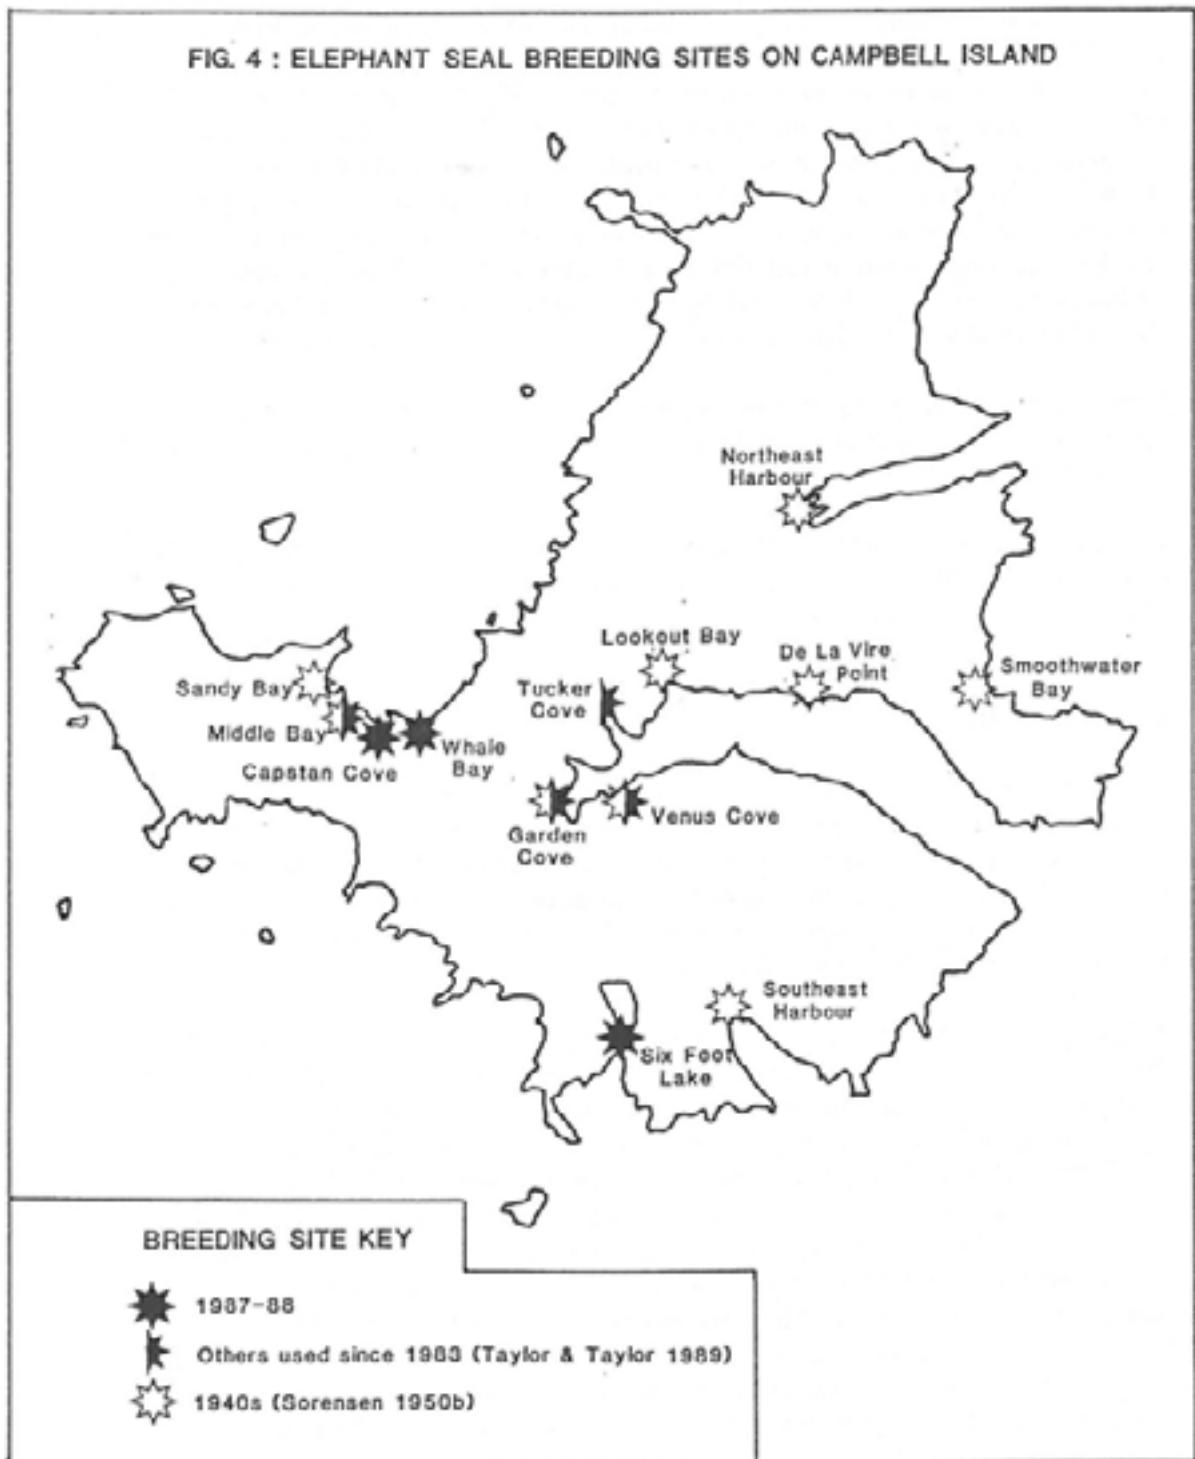 FIG. 4 : ELEPHANT SEAL BREEDING SITES ON CAMPBELL ISLAND
Northeast
Harbour
Lookout Bay
De La Vire
Point
Smoothwater
Bay
Tucker
Cove
Sandy Bay
Middle Bay
Capstan Cove
Whale
Bay
Garden
Cove
Venus Cove
Southeast
Harbour
Six Foot
Lake
BREEDING SITE KEY
1987-88
Others used since 1983 (Taylor & Taylor 1989)
1940s (Sorensen 1950b)